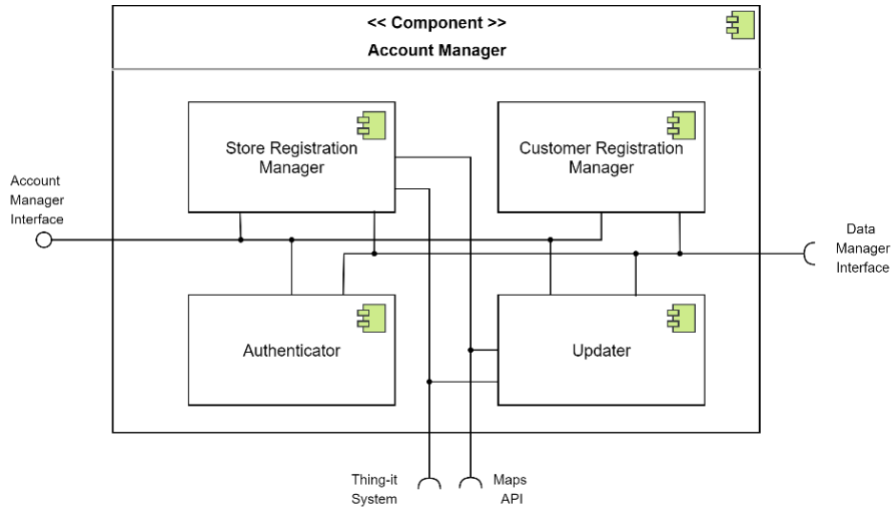 << Component >>
Account Manager
Store Registration
Manager
Customer Registration
Manager
Account
Manager
Interface
Data
Manager
Interface
Authenticator
Updater
Thing-it
System
Maps
API